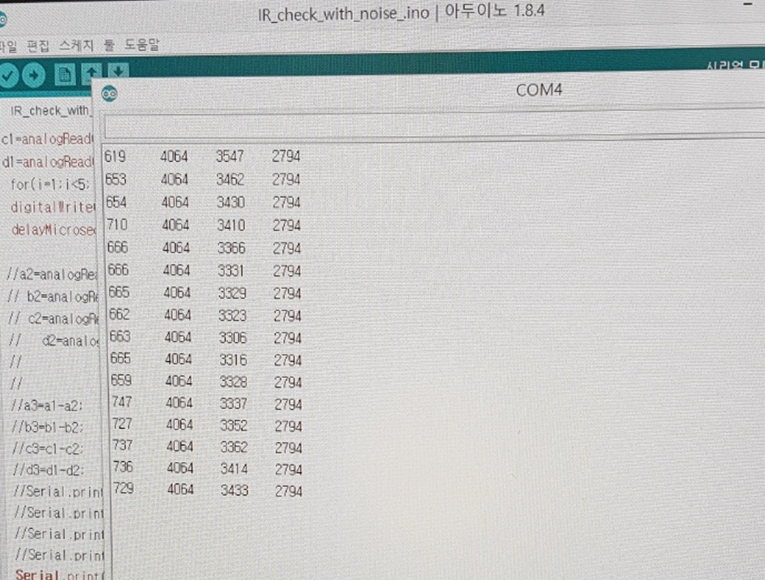 IR_check_with_noise_.ino | 아두이노 1.8.4
파일 편집 스케치 툴 도움말
시리얼
COM4
IR_check_with_
c1=analogRead(
d1=analogRead(
for(i=1;i<5;
digitalWrite(
delayMicrosec
//a2=analogRea
// b2=analogRe
// c2=analogRe
// d2=analog
//
//
//a3=a1-a2;
//b3=b1-b2;
//c3=c1-c2;
//d3=d1-d2;
//Serial.print
//Serial.print
//Serial.print
//Serial.print
Serial.print(
619 4064 3547 2794
653 4064 3462 2794
654 4064 3430 2794
710 4064 3410 2794
666 4064 3366 2794
666 4064 3331 2794
665 4064 3329 2794
662 4064 3323 2794
663 4064 3306 2794
665 4064 3316 2794
659 4064 3328 2794
747 4064 3337 2794
727 4064 3352 2794
737 4064 3362 2794
736 4064 3414 2794
729 4064 3433 2794